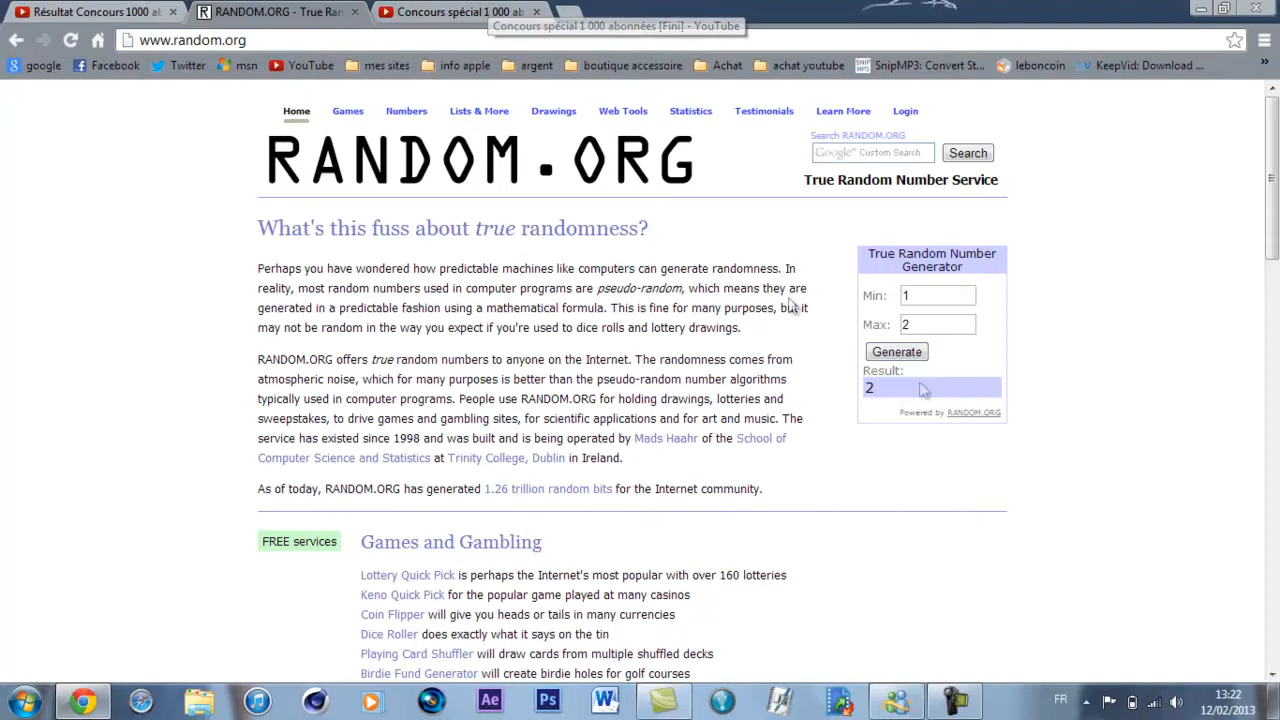 Résultat Concours 1000 ab
RANDOM.ORG - True Ran
Concours spécial 1 000 ab
Concours spécial 1 000 abonnées [Fini] - YouTube
www.random.org
google Facebook Twitter msn YouTube mes sites info apple argent boutique accessoire Achat achat youtube SnipMP3: Convert St... leboncoin KeepVid: Download ... »
Home Games Numbers Lists & More Drawings Web Tools Statistics Testimonials Learn More Login
RANDOM.ORG
Search RANDOM.ORG
Google™ Custom Search Search
True Random Number Service
What's this fuss about true randomness?
Perhaps you have wondered how predictable machines like computers can generate randomness. In
reality, most random numbers used in computer programs are pseudo-random, which means they are
generated in a predictable fashion using a mathematical formula. This is fine for many purposes, but it
may not be random in the way you expect if you're used to dice rolls and lottery drawings.
RANDOM.ORG offers true random numbers to anyone on the Internet. The randomness comes from
atmospheric noise, which for many purposes is better than the pseudo-random number algorithms
typically used in computer programs. People use RANDOM.ORG for holding drawings, lotteries and
sweepstakes, to drive games and gambling sites, for scientific applications and for art and music. The
service has existed since 1998 and was built and is being operated by Mads Haahr of the School of
Computer Science and Statistics at Trinity College, Dublin in Ireland.
As of today, RANDOM.ORG has generated 1.26 trillion random bits for the Internet community.
True Random Number
Generator
Min: 1
Max: 2
Generate
Result:
2
Powered by RANDOM.ORG
FREE services
Games and Gambling
Lottery Quick Pick is perhaps the Internet's most popular with over 160 lotteries
Keno Quick Pick for the popular game played at many casinos
Coin Flipper will give you heads or tails in many currencies
Dice Roller does exactly what it says on the tin
Playing Card Shuffler will draw cards from multiple shuffled decks
Birdie Fund Generator will create birdie holes for golf courses
Ae Ps W
FR
13:22
12/02/2013